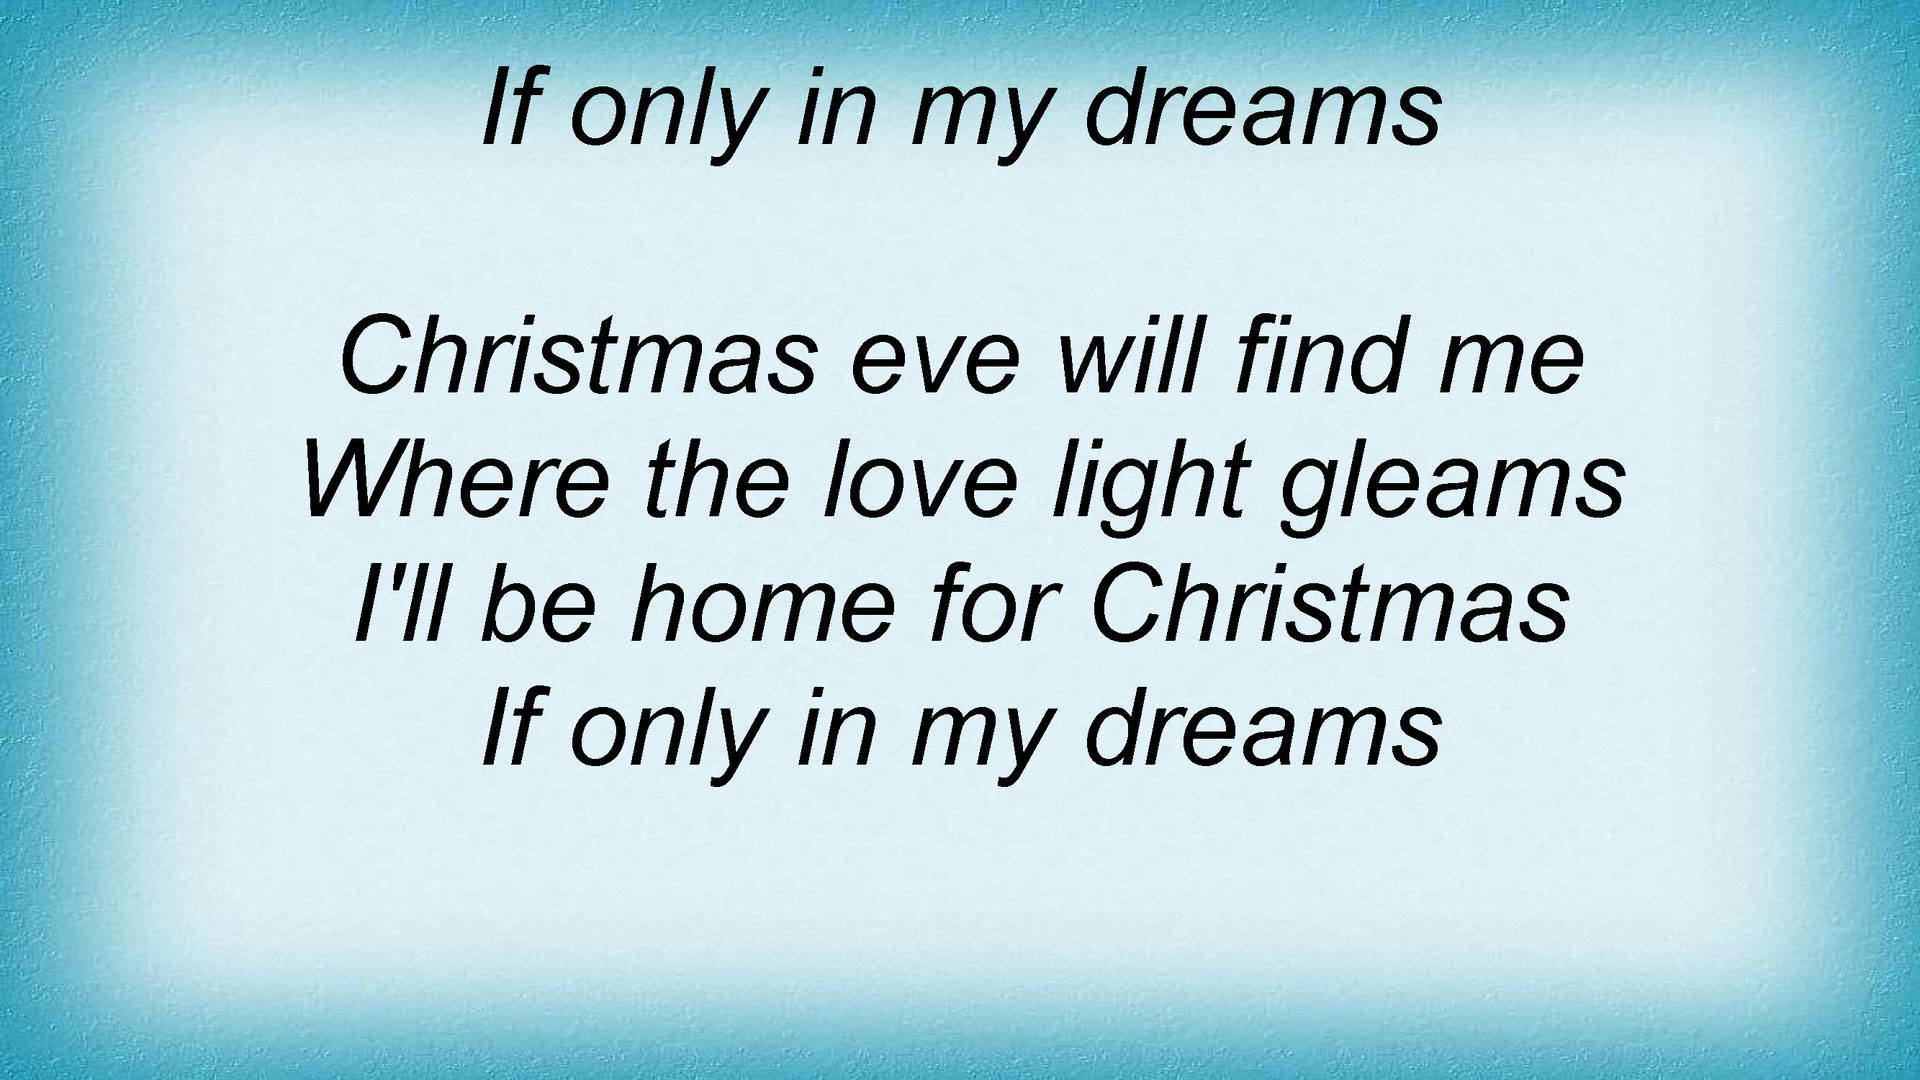 If only in my dreams
Christmas eve will find me
Where the love light gleams
I'll be home for Christmas
If only in my dreams